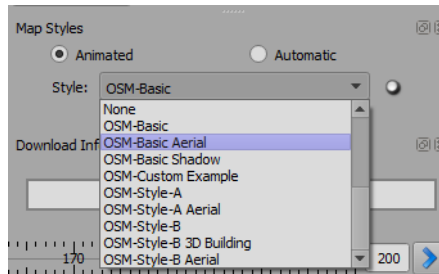 Map Styles
Animated Automatic
Style: OSM-Basic
None
OSM-Basic
OSM-Basic Aerial
Download Inf
OSM-Basic Shadow
OSM-Custom Example
OSM-Style-A
OSM-Style-A Aerial
OSM-Style-B
OSM-Style-B 3D Building
OSM-Style-B Aerial
170 200